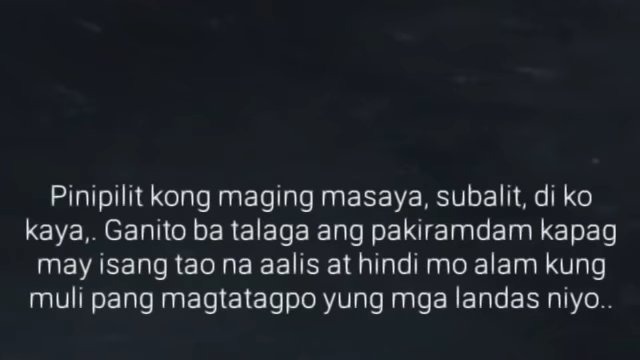 Pinipilit kong maging masaya, subalit, di ko
kaya,. Ganito ba talaga ang pakiramdam kapag
may isang tao na aalis at hindi mo alam kung
muli pang magtatagpo yung mga landas niyo..